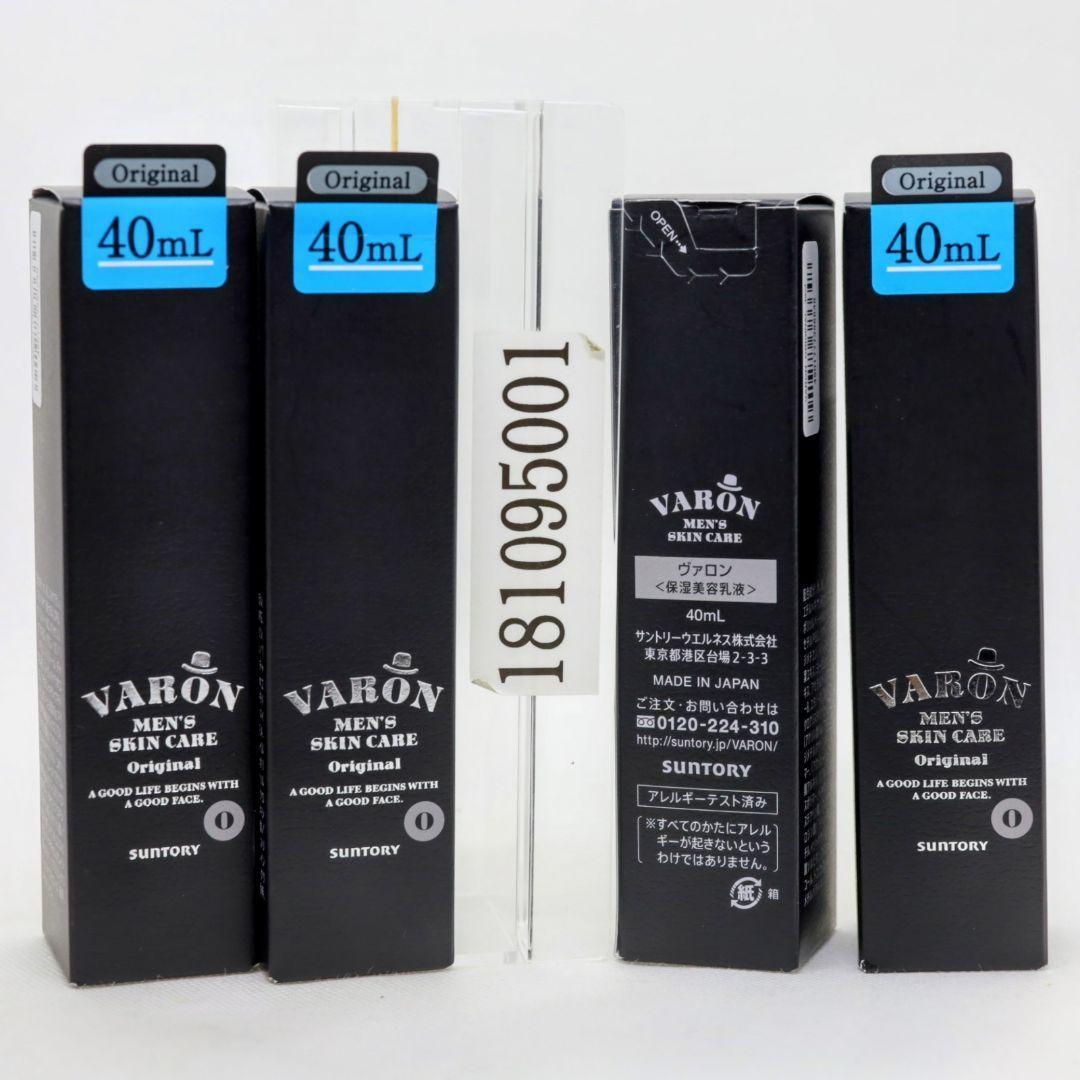 Original
40mL
VARON
MEN'S
SKIN CARE
Original
A GOOD LIFE BEGINS WITH
A GOOD FACE.
O
SUNTORY
Original
40mL
VARON
MEN'S
SKIN CARE
Original
A GOOD LIFE BEGINS WITH
A GOOD FACE.
O
SUNTORY
181095001
OPEN
VARON
MEN'S
SKIN CARE
ヴァロン
<保湿美容乳液>
40mL
サントリーウエルネス株式会社
東京都港区台場2-3-3
MADE IN JAPAN
ご注文・お問い合わせは
0120-224-310
http://suntory.jp/VARON/
SUNTORY
アレルギーテスト済み
※すべてのかたにアレル
ギーが起きないという
わけではありません。
紙 箱
Original
40mL
VARON
MEN'S
SKIN CARE
Original
A GOOD LIFE BEGINS WITH
A GOOD FACE.
O
SUNTORY